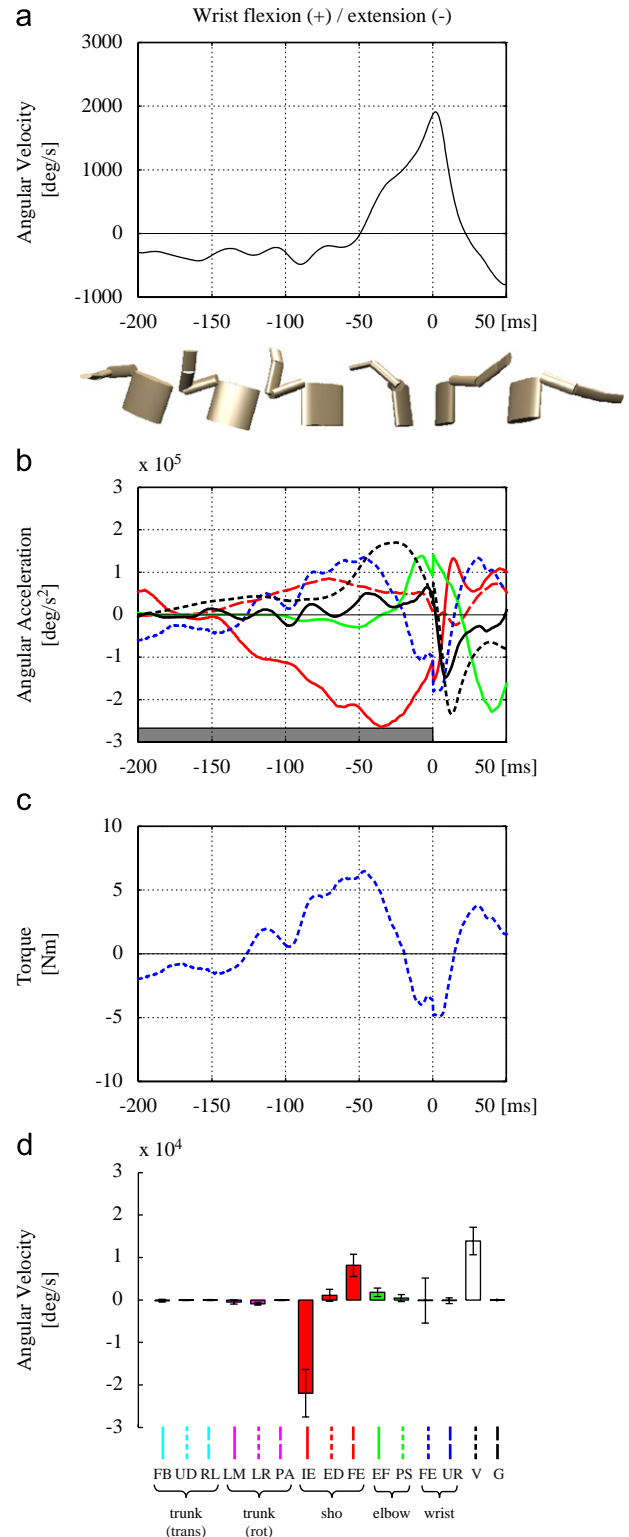 a
Wrist flexion (+) / extension (-)
Angular Velocity
[deg/s]
3000
2000
1000
0
-1000
-200
-150
-100
-50
0
50 [ms]
b
x 10^5
Angular Acceleration
[deg/s²]
3
2
1
0
-1
-2
-3
-200
-150
-100
-50
0
50 [ms]
c
Torque
[Nm]
10
5
0
-5
-10
-200
-150
-100
-50
0
50 [ms]
d
x 10^4
Angular Velocity
[deg/s]
3
2
1
0
-1
-2
-3
FB UD RL LM LR PA IE ED FE EF PS FE UR V G
trunk (trans)
trunk (rot)
sho
elbow
wrist